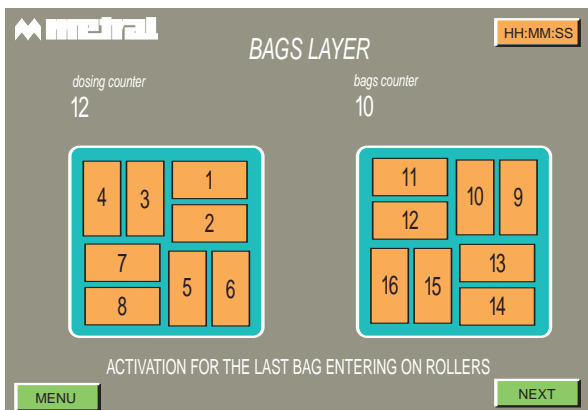 metral
HH:MM:SS
BAGS LAYER
dosing counter
12
bags counter
10
4 3 1
2
7
8
5 6
11
12
10 9
16 15
13
14
ACTIVATION FOR THE LAST BAG ENTERING ON ROLLERS
MENU
NEXT